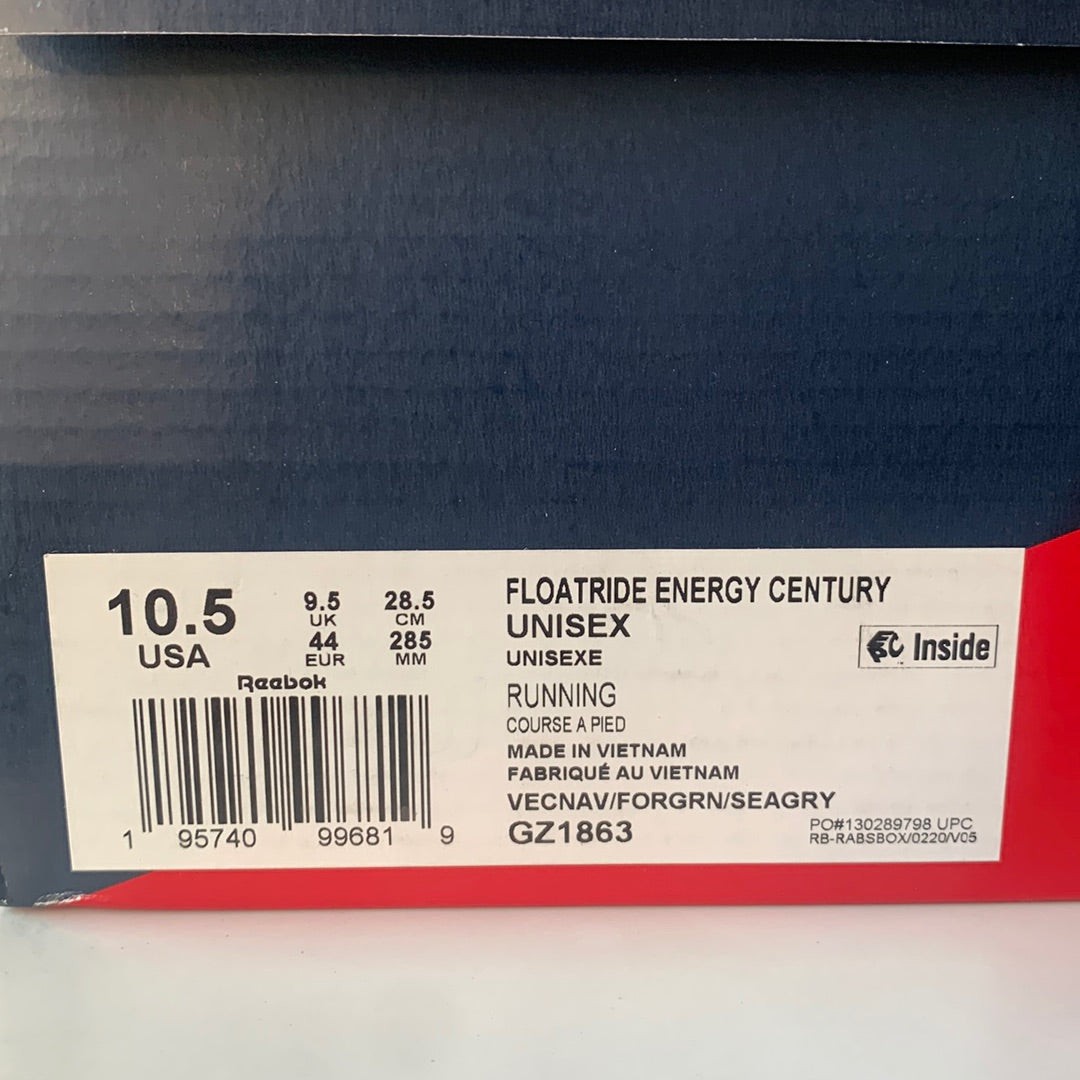 10.5
USA
9.5
UK
44
EUR
28.5
CM
285
MM
Reebok
1 95740 99681 9
FLOATRIDE ENERGY CENTURY
UNISEX
UNISEXE
RUNNING
COURSE A PIED
MADE IN VIETNAM
FABRIQUÉ AU VIETNAM
VECNAV/FORGRN/SEAGRY
GZ1863
Inside
PO#130289798 UPC
RB-RABSBOX/0220/V05